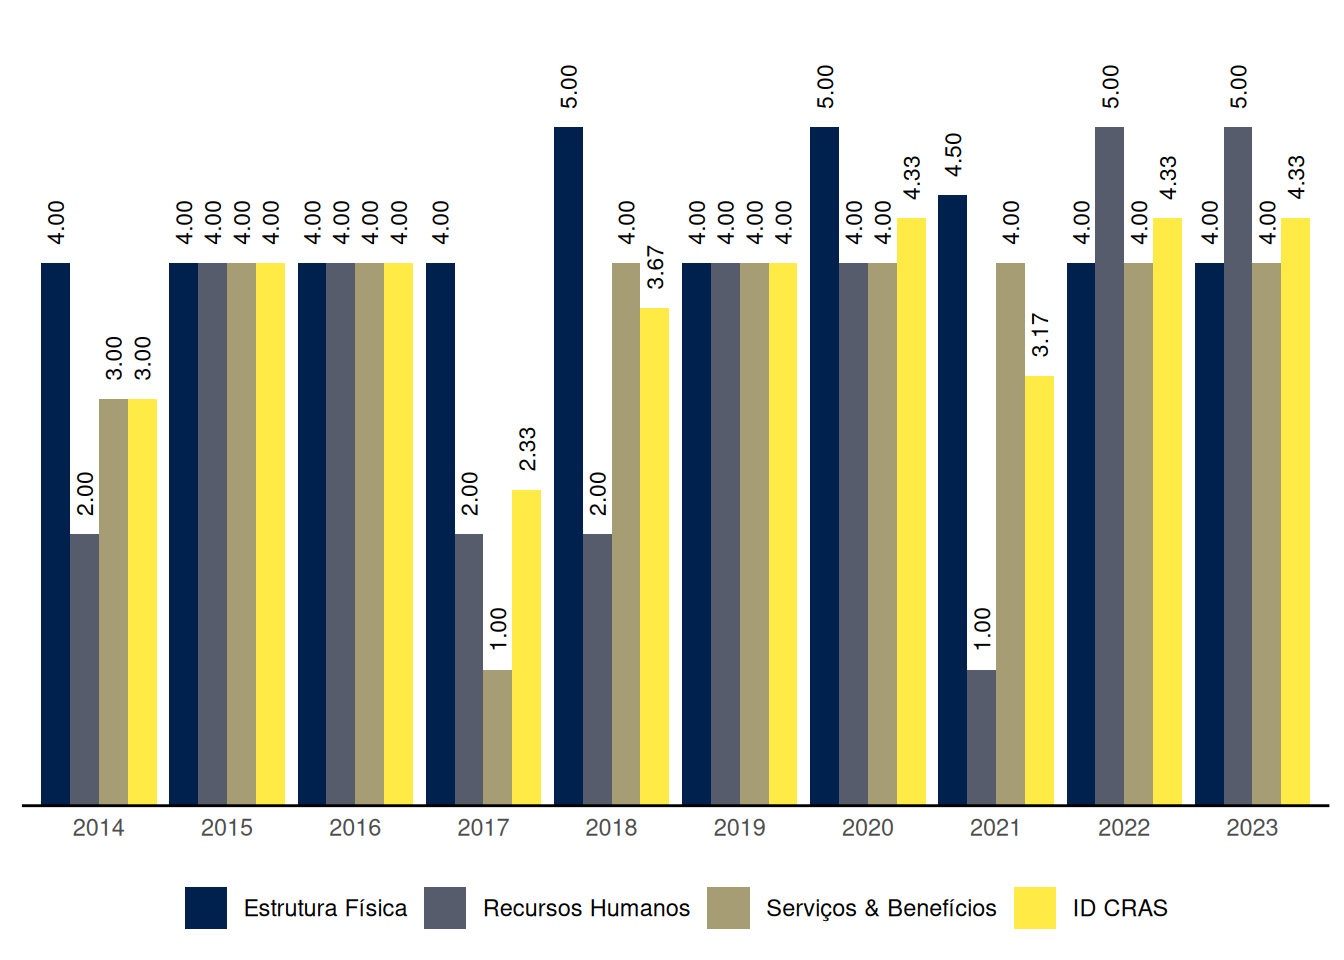 4.00 2.00 3.00 3.00
4.00 4.00 4.00 4.00
4.00 4.00 4.00 4.00
4.00 2.00 1.00 2.33
5.00 2.00 4.00 3.67
4.00 4.00 4.00 4.00
5.00 4.00 4.00 4.33
4.50 1.00 4.00 3.17
4.00 5.00 4.00 4.33
4.00 5.00 4.00 4.33
2014 2015 2016 2017 2018 2019 2020 2021 2022 2023
Estrutura Física Recursos Humanos Serviços & Benefícios ID CRAS